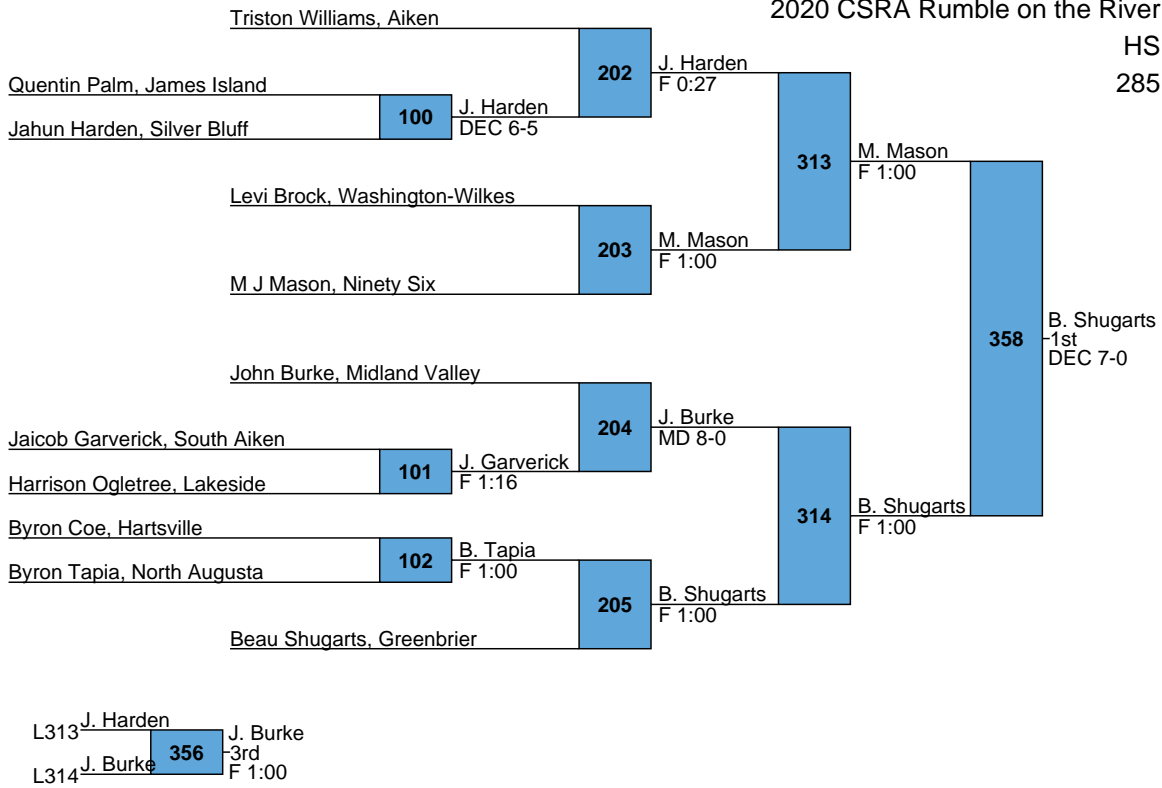 2020 CSRA Rumble on the River
HS
285
Triston Williams, Aiken
202
J. Harden
F 0:27
Quentin Palm, James Island
Jahun Harden, Silver Bluff
100
J. Harden
DEC 6-5
313
M. Mason
F 1:00
Levi Brock, Washington-Wilkes
M J Mason, Ninety Six
203
M. Mason
F 1:00
358
B. Shugarts
1st
DEC 7-0
John Burke, Midland Valley
204
J. Burke
MD 8-0
Jaicob Garverick, South Aiken
Harrison Ogletree, Lakeside
101
J. Garverick
F 1:16
314
B. Shugarts
F 1:00
Byron Coe, Hartsville
Byron Tapia, North Augusta
102
B. Tapia
F 1:00
205
B. Shugarts
F 1:00
Beau Shugarts, Greenbrier
L313 J. Harden
L314 J. Burke
356
J. Burke
3rd
F 1:00